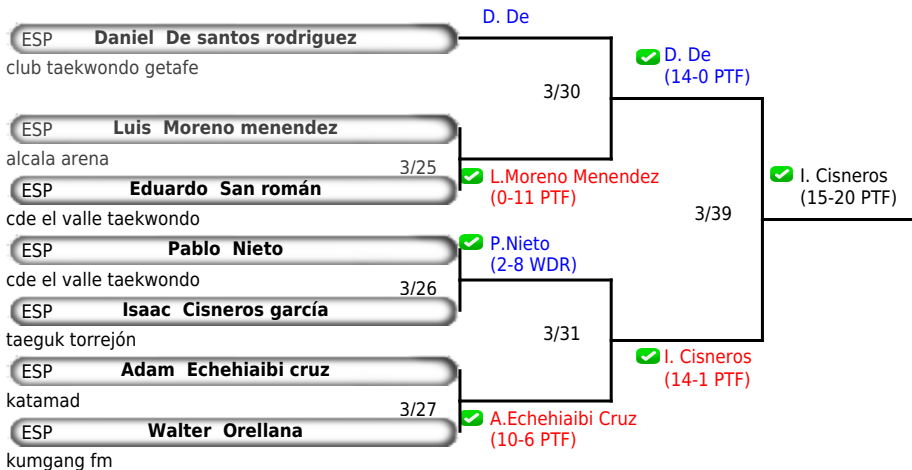 D. De
ESP Daniel De santos rodriguez
club taekwondo getafe
D. De
(14-0 PTF)
3/30
ESP Luis Moreno menendez
alcala arena
3/25
L.Moreno Menendez
(0-11 PTF)
ESP Eduardo San román
cde el valle taekwondo
I. Cisneros
(15-20 PTF)
3/39
ESP Pablo Nieto
cde el valle taekwondo
P.Nieto
(2-8 WDR)
3/26
ESP Isaac Cisneros garcía
taeguk torrejón
3/31
I. Cisneros
(14-1 PTF)
ESP Adam Echehiaibi cruz
katamad
3/27
A.Echehiaibi Cruz
(10-6 PTF)
ESP Walter Orellana
kumgang fm